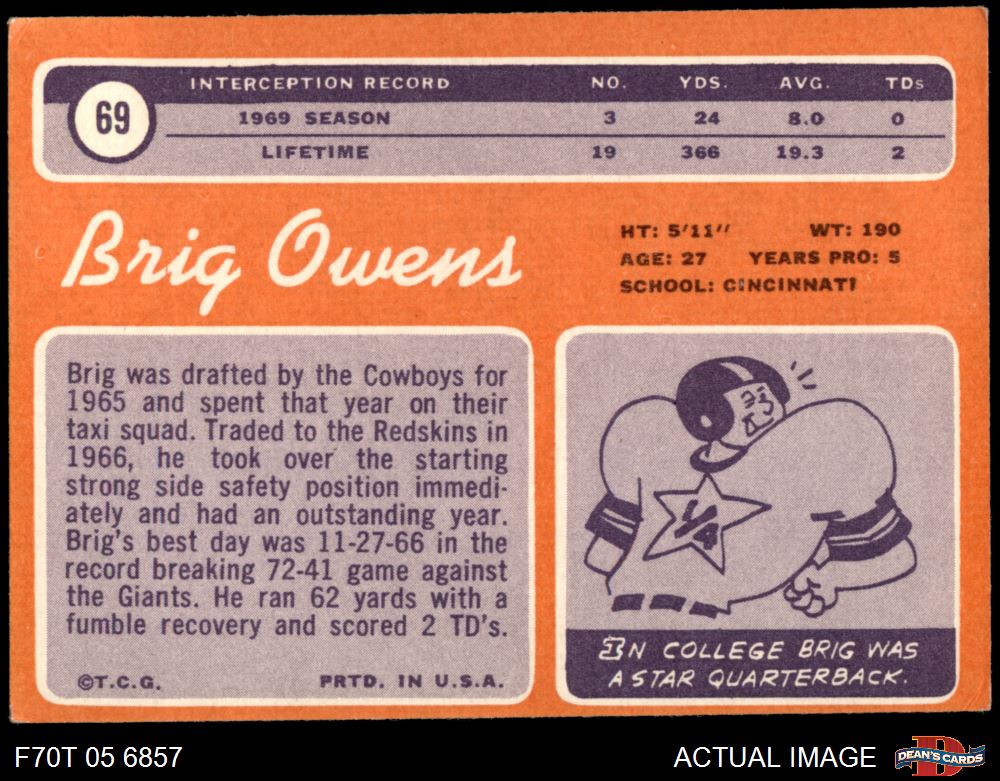 69
INTERCEPTION RECORD NO. YDS. AVG. TDs
1969 SEASON 3 24 8.0 0
LIFETIME 19 366 19.3 2
Brig Owens
HT: 5'11" WT: 190
AGE: 27 YEARS PRO: 5
SCHOOL: CINCINNATI
Brig was drafted by the Cowboys for
1965 and spent that year on their
taxi squad. Traded to the Redskins in
1966, he took over the starting
strong side safety position immedi-
ately and had an outstanding year.
Brig's best day was 11-27-66 in the
record breaking 72-41 game against
the Giants. He ran 62 yards with a
fumble recovery and scored 2 TD's.
©T.C.G. PRTD. IN U.S.A.
1/4
IN COLLEGE BRIG WAS
A STAR QUARTERBACK.
F70T 05 6857
ACTUAL IMAGE
D
DEAN'S CARDS